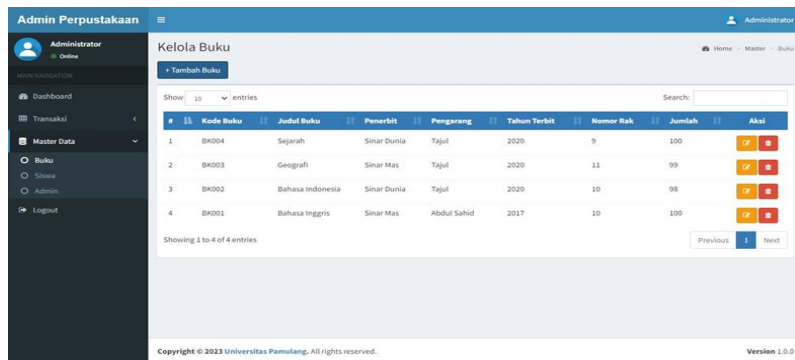 Admin Perpustakaan
Administrator
Administrator
Online
MAIN NAVIGATION
Dashboard
Transaksi
Master Data
Buku
Siswa
Admin
Logout
Kelola Buku
Home > Master > Buku
+ Tambah Buku
Show 10 entries Search:
# Kode Buku Judul Buku Penerbit Pengarang Tahun Terbit Nomor Rak Jumlah Aksi
1 BK004 Sejarah Sinar Dunia Tajul 2020 9 100
2 BK003 Geografi Sinar Mas Tajul 2020 11 99
3 BK002 Bahasa Indonesia Sinar Dunia Tajul 2020 10 98
4 BK001 Bahasa Inggris Sinar Mas Abdul Sahid 2017 10 100
Showing 1 to 4 of 4 entries
Previous 1 Next
Copyright © 2023 Universitas Pamulang. All rights reserved. Version 1.0.0